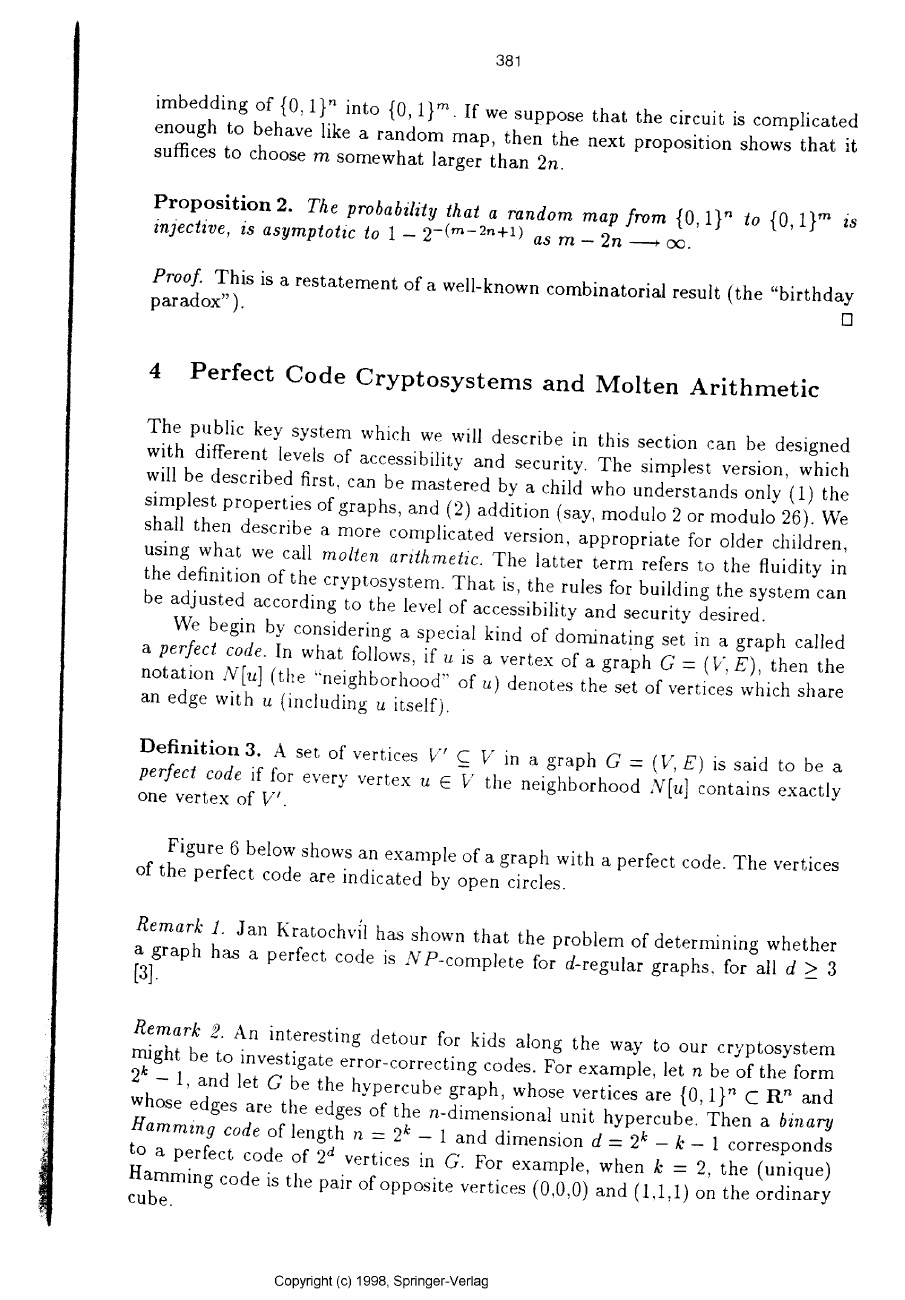 381
imbedding of {0, 1}ⁿ into {0, 1}ᵐ. If we suppose that the circuit is complicated
enough to behave like a random map, then the next proposition shows that it
suffices to choose m somewhat larger than 2n.
Proposition 2. The probability that a random map from {0, 1}ⁿ to {0, 1}ᵐ is
injective, is asymptotic to 1 − 2^−(m−2n+1) as m − 2n ⟶ ∞.
Proof. This is a restatement of a well-known combinatorial result (the “birthday
paradox”). □
4 Perfect Code Cryptosystems and Molten Arithmetic
The public key system which we will describe in this section can be designed
with different levels of accessibility and security. The simplest version, which
will be described first, can be mastered by a child who understands only (1) the
simplest properties of graphs, and (2) addition (say, modulo 2 or modulo 26). We
shall then describe a more complicated version, appropriate for older children,
using what we call molten arithmetic. The latter term refers to the fluidity in
the definition of the cryptosystem. That is, the rules for building the system can
be adjusted according to the level of accessibility and security desired.
We begin by considering a special kind of dominating set in a graph called
a perfect code. In what follows, if u is a vertex of a graph G = (V, E), then the
notation N[u] (the “neighborhood” of u) denotes the set of vertices which share
an edge with u (including u itself).
Definition 3. A set of vertices V′ ⊆ V in a graph G = (V, E) is said to be a
perfect code if for every vertex u ∈ V the neighborhood N[u] contains exactly
one vertex of V′.
Figure 6 below shows an example of a graph with a perfect code. The vertices
of the perfect code are indicated by open circles.
Remark 1. Jan Kratochvíl has shown that the problem of determining whether
a graph has a perfect code is NP-complete for d-regular graphs, for all d ≥ 3
[3].
Remark 2. An interesting detour for kids along the way to our cryptosystem
might be to investigate error-correcting codes. For example, let n be of the form
2ᵏ − 1, and let G be the hypercube graph, whose vertices are {0, 1}ⁿ ⊂ Rⁿ and
whose edges are the edges of the n-dimensional unit hypercube. Then a binary
Hamming code of length n = 2ᵏ − 1 and dimension d = 2ᵏ − k − 1 corresponds
to a perfect code of 2ᵈ vertices in G. For example, when k = 2, the (unique)
Hamming code is the pair of opposite vertices (0,0,0) and (1,1,1) on the ordinary
cube.
Copyright (c) 1998, Springer-Verlag